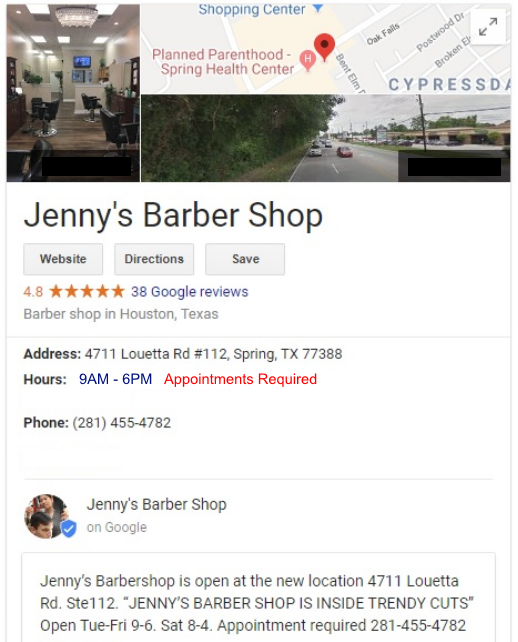 Shopping Center
Planned Parenthood -
Spring Health Center
H
Oak Falls
Postwood Dr
Broken El
Bent Elm D
CYPRESSDA
Jenny's Barber Shop
Website Directions Save
4.8 ★★★★★ 38 Google reviews
Barber shop in Houston, Texas
Address: 4711 Louetta Rd #112, Spring, TX 77388
Hours: 9AM - 6PM Appointments Required
Phone: (281) 455-4782
Jenny's Barber Shop
on Google
Jenny's Barbershop is open at the new location 4711 Louetta
Rd. Ste112. “JENNY'S BARBER SHOP IS INSIDE TRENDY CUTS”
Open Tue-Fri 9-6. Sat 8-4. Appointment required 281-455-4782